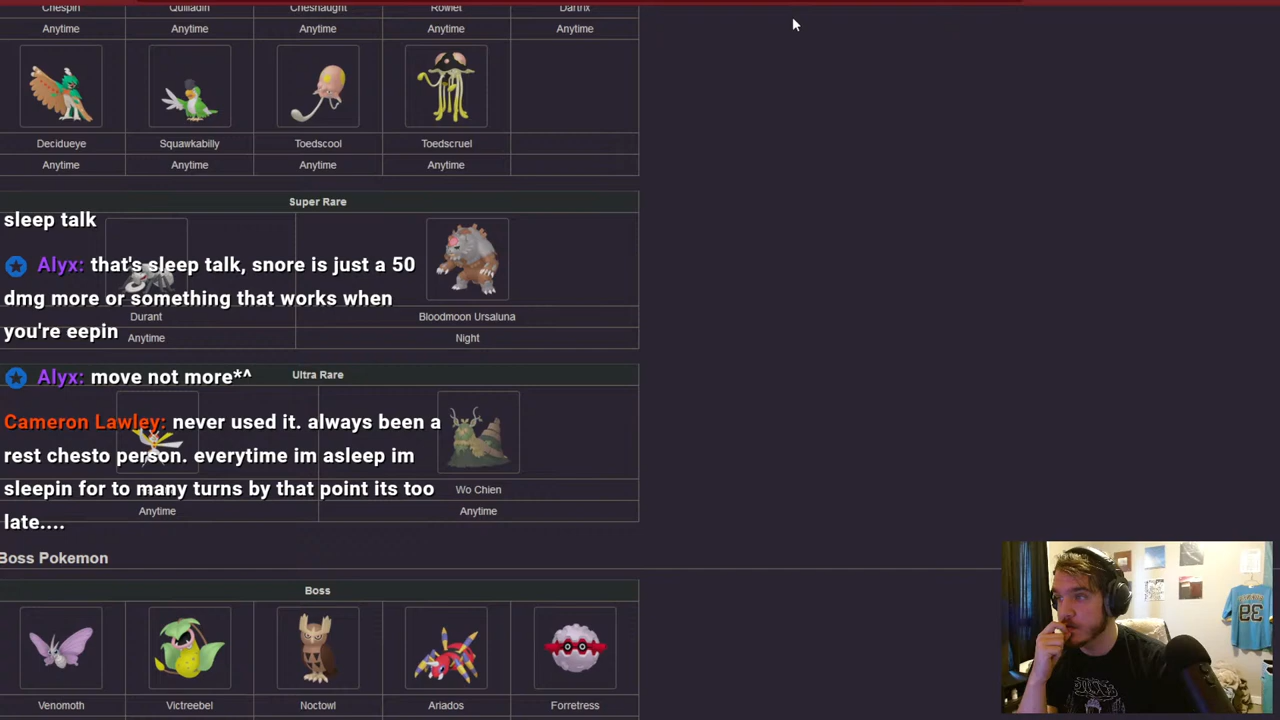 Chespin Quilladin Chesnaught Rowlet Dartrix
Anytime Anytime Anytime Anytime Anytime
Decidueye Squawkabilly Toedscool Toedscruel
Anytime Anytime Anytime Anytime
Super Rare
sleep talk
Alyx: that's sleep talk, snore is just a 50
dmg more or something that works when
you're eepin
Durant Bloodmoon Ursaluna
Anytime Night
Ultra Rare
Alyx: move not more*^
Cameron Lawley: never used it. always been a
rest chesto person. everytime im asleep im
sleepin for to many turns by that point its too
late....
Wo Chien
Anytime Anytime
Boss Pokemon
Boss
Venomoth Victreebel Noctowl Ariados Forretress
23